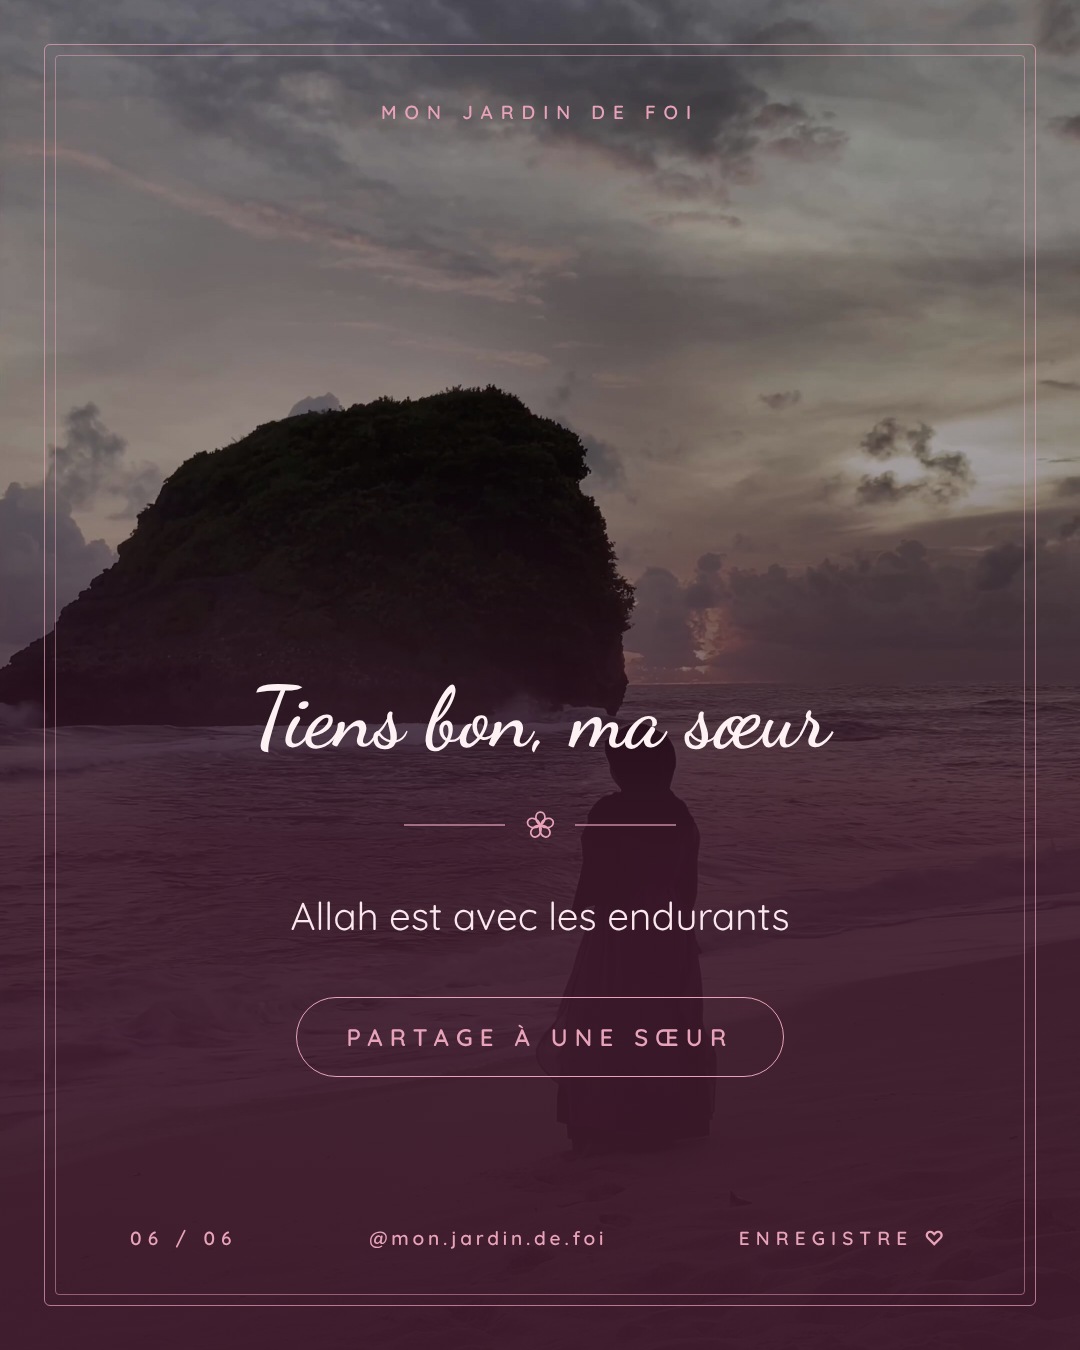 MON JARDIN DE FOI
Tiens bon, ma sœur
Allah est avec les endurants
PARTAGE À UNE SŒUR
06 / 06
@mon.jardin.de.foi
ENREGISTRE ♡